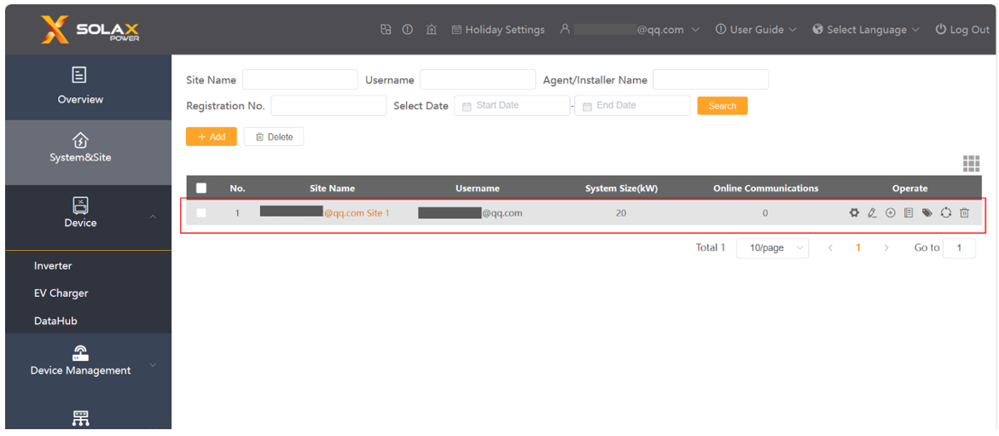 SOLAX
POWER
Holiday Settings @qq.com User Guide Select Language Log Out
Overview
System&Site
Device
Inverter
EV Charger
DataHub
Device Management
Site Name Username Agent/Installer Name
Registration No. Select Date Start Date - End Date Search
+ Add Delete
No. Site Name Username System Size(kW) Online Communications Operate
1 @qq.com Site 1 @qq.com 20 0
Total 1 10/page < 1 > Go to 1